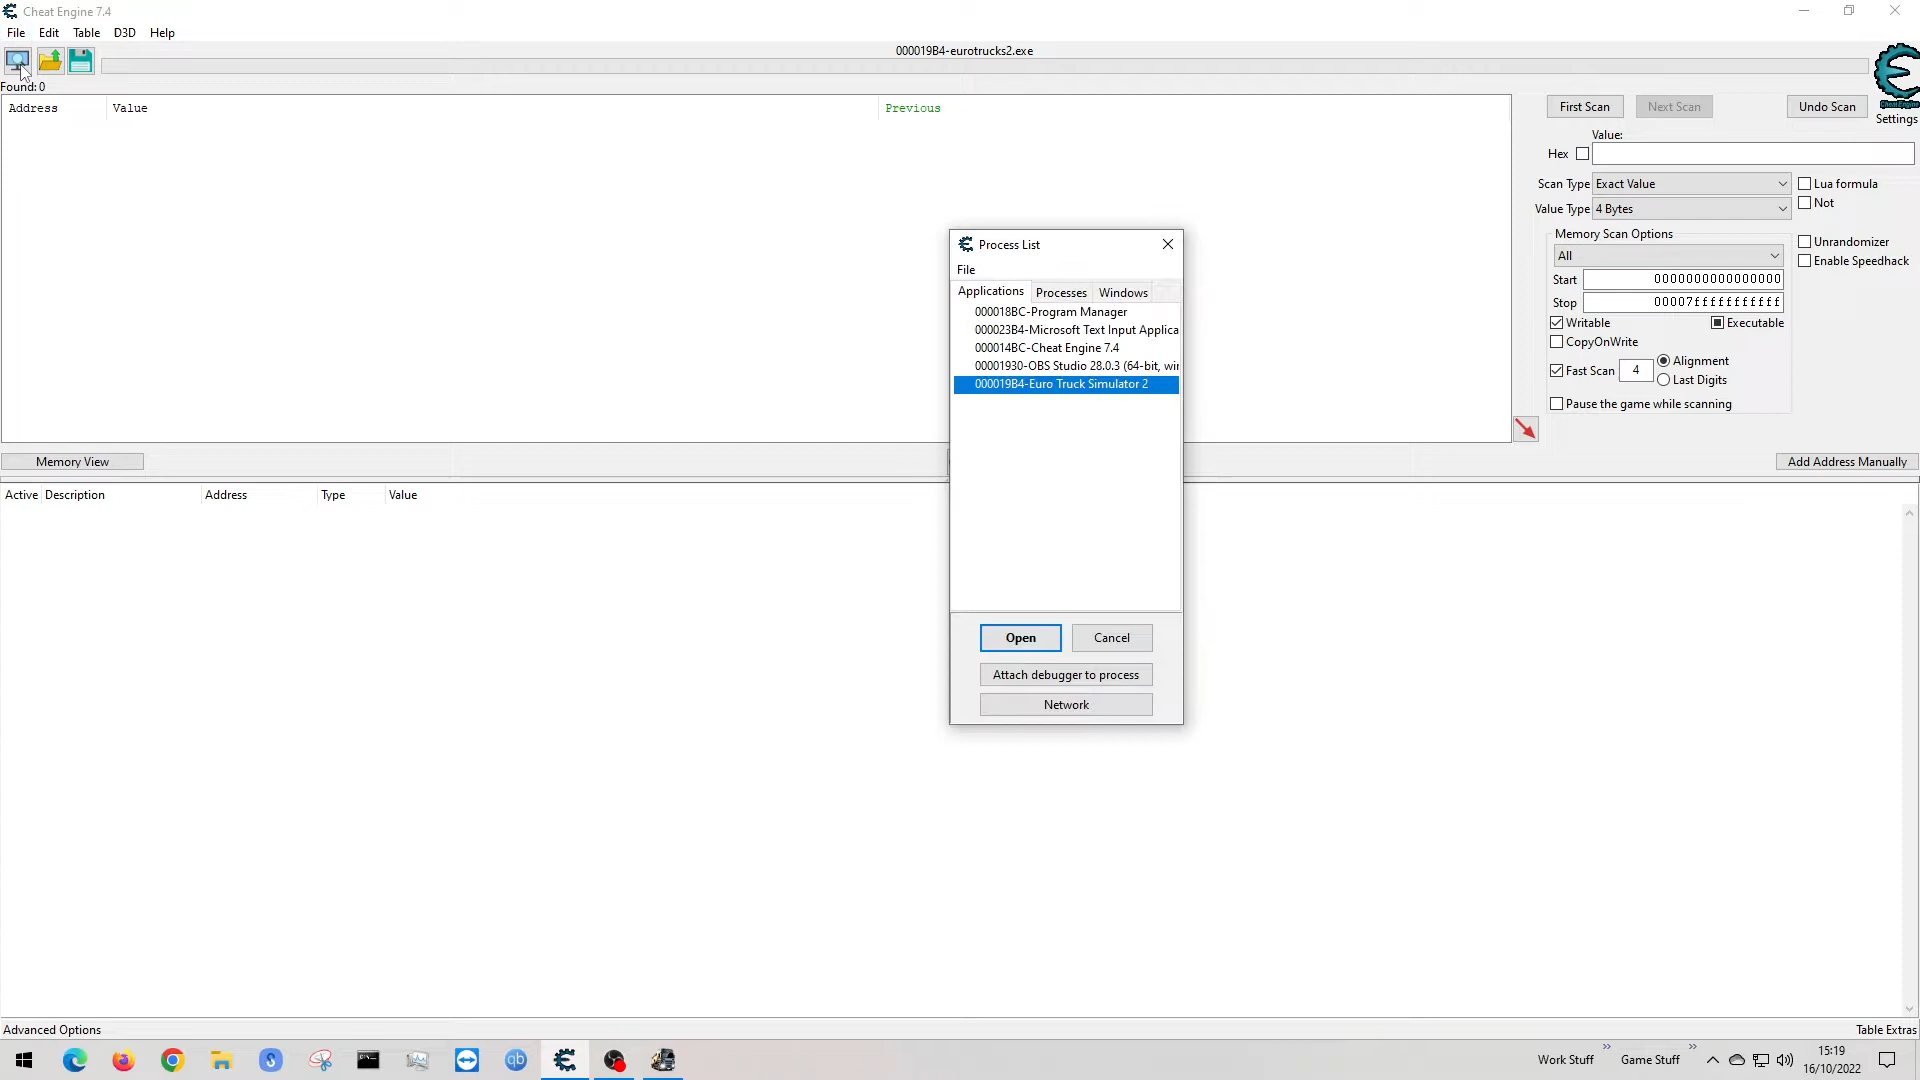 Cheat Engine 7.4
File Edit Table D3D Help
000019B4-eurotrucks2.exe
Found: 0
Address Value Previous
First Scan Next Scan Undo Scan
Cheat Engine
Settings
Value:
Hex
Scan Type Exact Value Lua formula
Not
Value Type 4 Bytes
Memory Scan Options
All
Unrandomizer
Enable Speedhack
Start 0000000000000000
Stop 00007fffffffffff
Writable Executable
CopyOnWrite
Fast Scan 4 Alignment
Last Digits
Pause the game while scanning
Process List
File
Applications Processes Windows
000018BC-Program Manager
000023B4-Microsoft Text Input Applica
000014BC-Cheat Engine 7.4
00001930-OBS Studio 28.0.3 (64-bit, wir
000019B4-Euro Truck Simulator 2
Open Cancel
Attach debugger to process
Network
Memory View Add Address Manually
Active Description Address Type Value
Advanced Options Table Extras
Work Stuff Game Stuff
15:19
16/10/2022